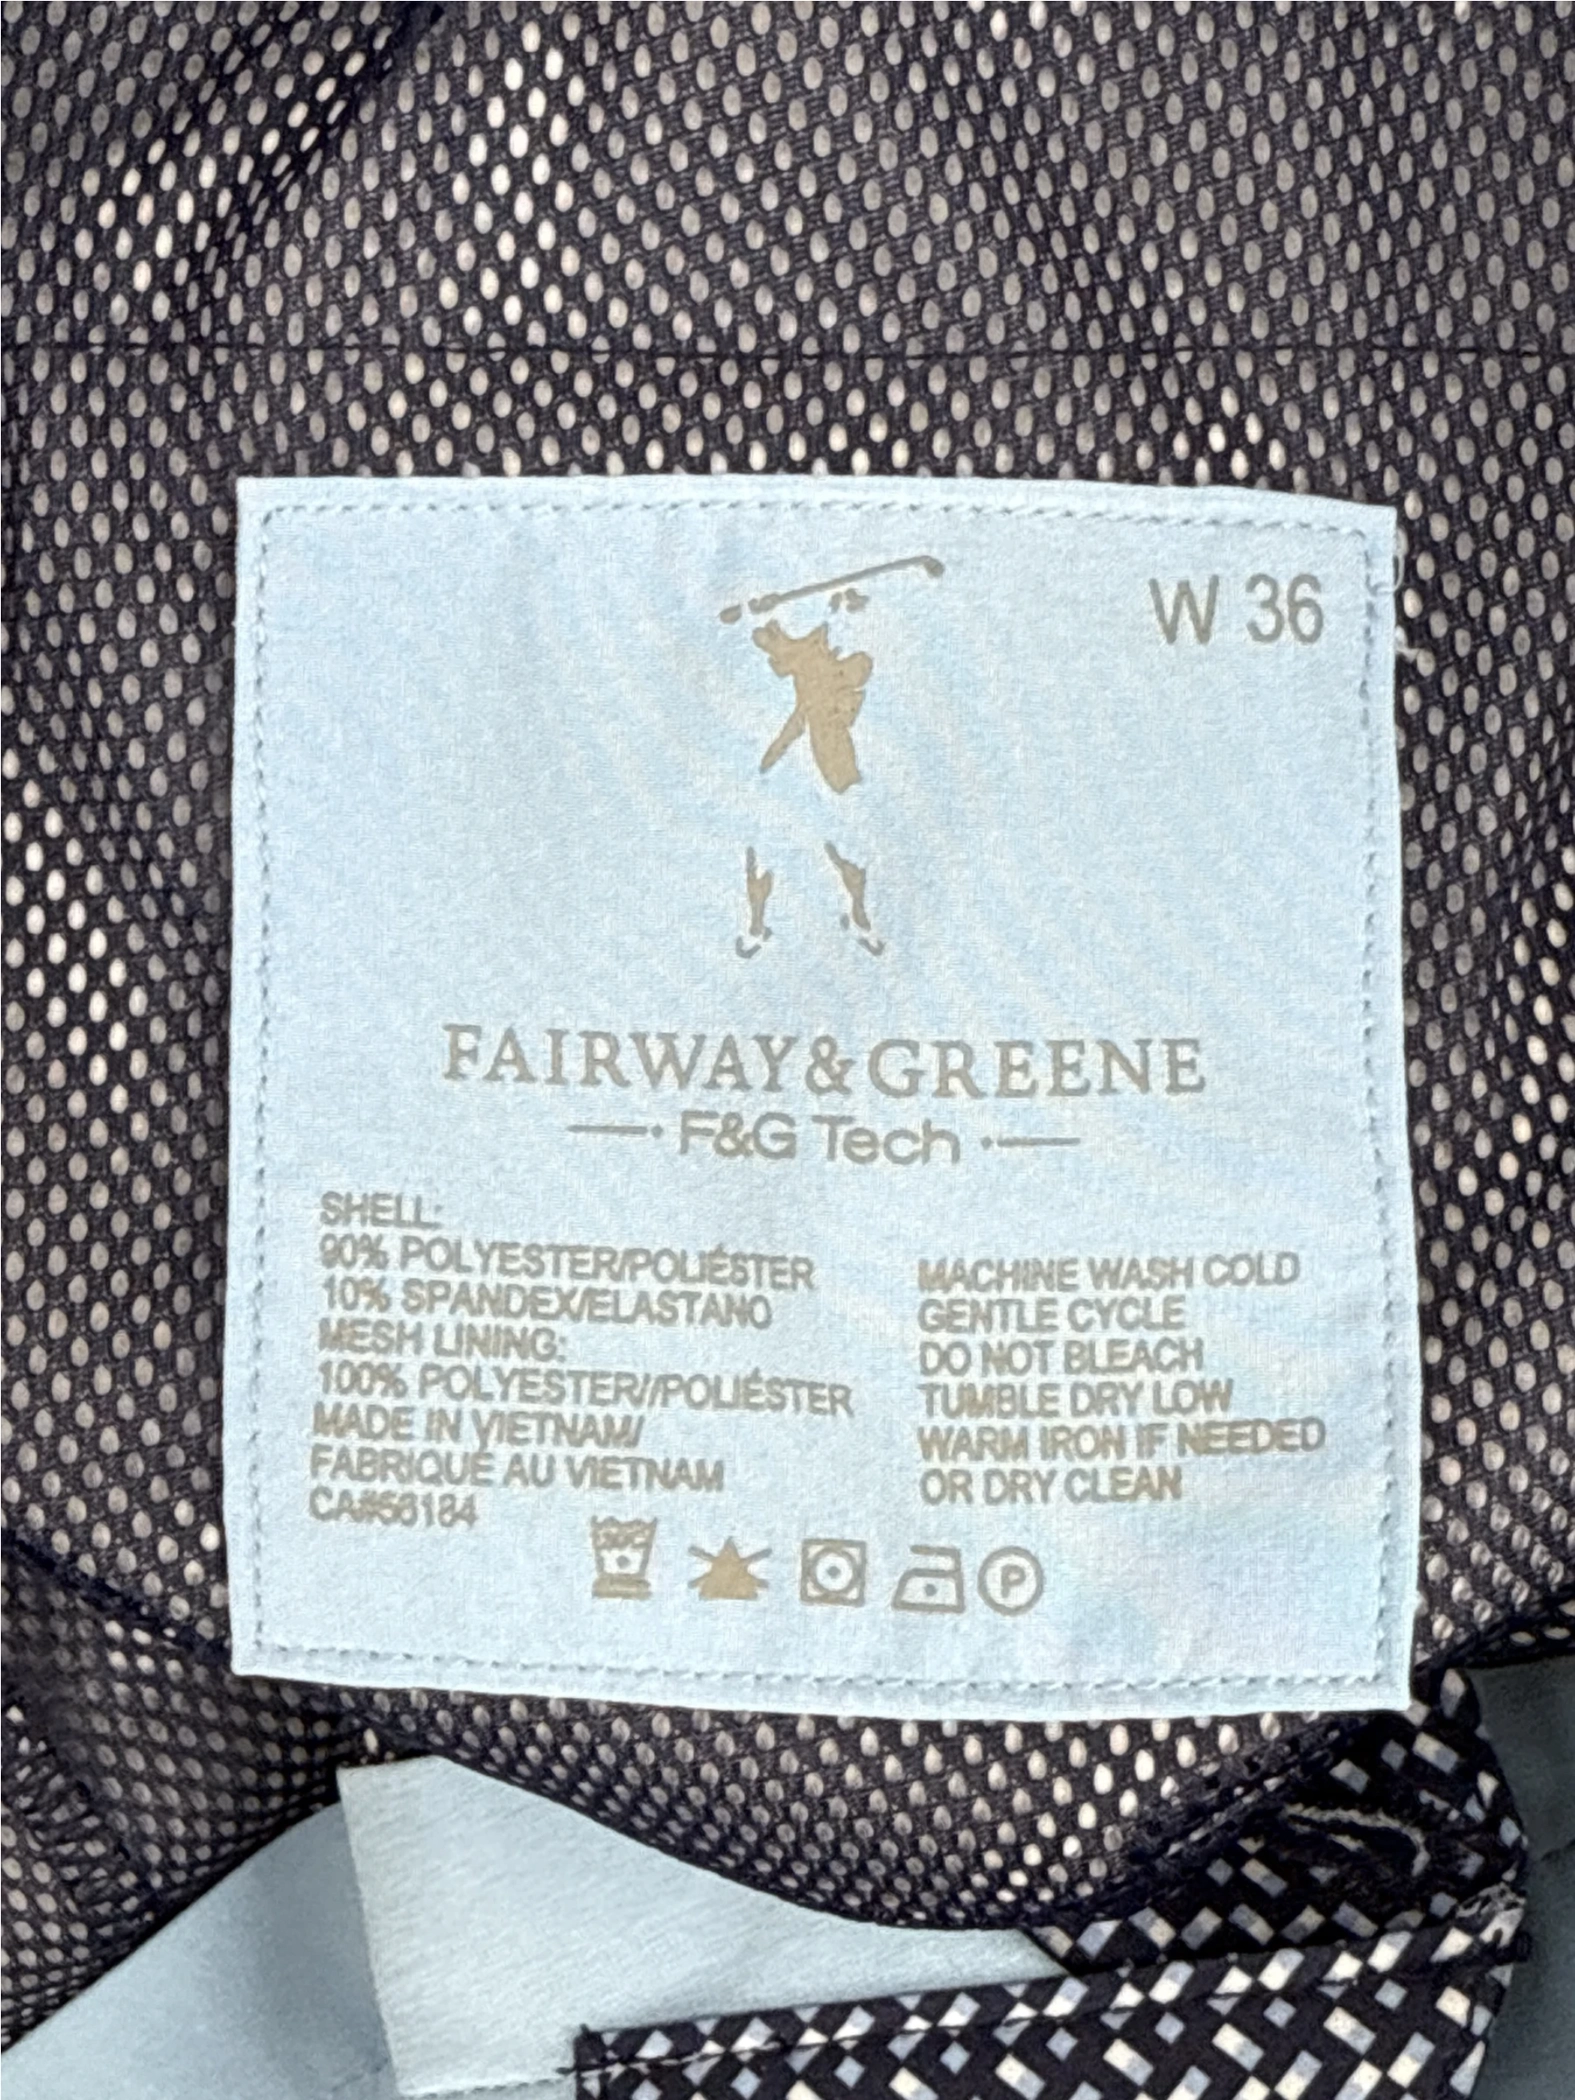 W 36
FAIRWAY & GREENE
F&G Tech
SHELL:
90% POLYESTER/POLIÉSTER
10% SPANDEX/ELASTANO
MESH LINING:
100% POLYESTER//POLIÉSTER
MADE IN VIETNAM/
FABRIQUÉ AU VIETNAM
MACHINE WASH COLD
GENTLE CYCLE
DO NOT BLEACH
TUMBLE DRY LOW
WARM IRON IF NEEDED
OR DRY CLEAN
P